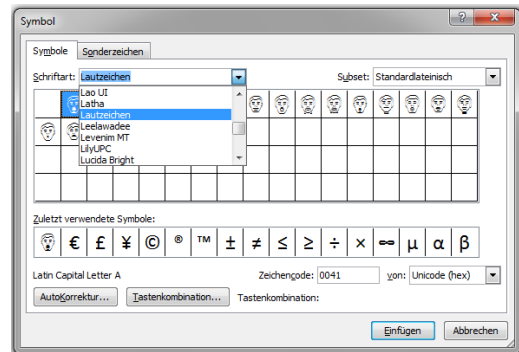 Symbol
Symbole Sonderzeichen
Schriftart: Lautzeichen Subset: Standardlateinisch
Lao UI
Latha
Lautzeichen
Leelawadee
Levenim MT
LilyUPC
Lucida Bright
Zuletzt verwendete Symbole:
€ £ ¥ © ® ™ ± ≠ ≤ ≥ ÷ × ∞ µ α β
Latin Capital Letter A Zeichencode: 0041 von: Unicode (hex)
AutoKorrektur... Tastenkombination... Tastenkombination:
Einfügen Abbrechen